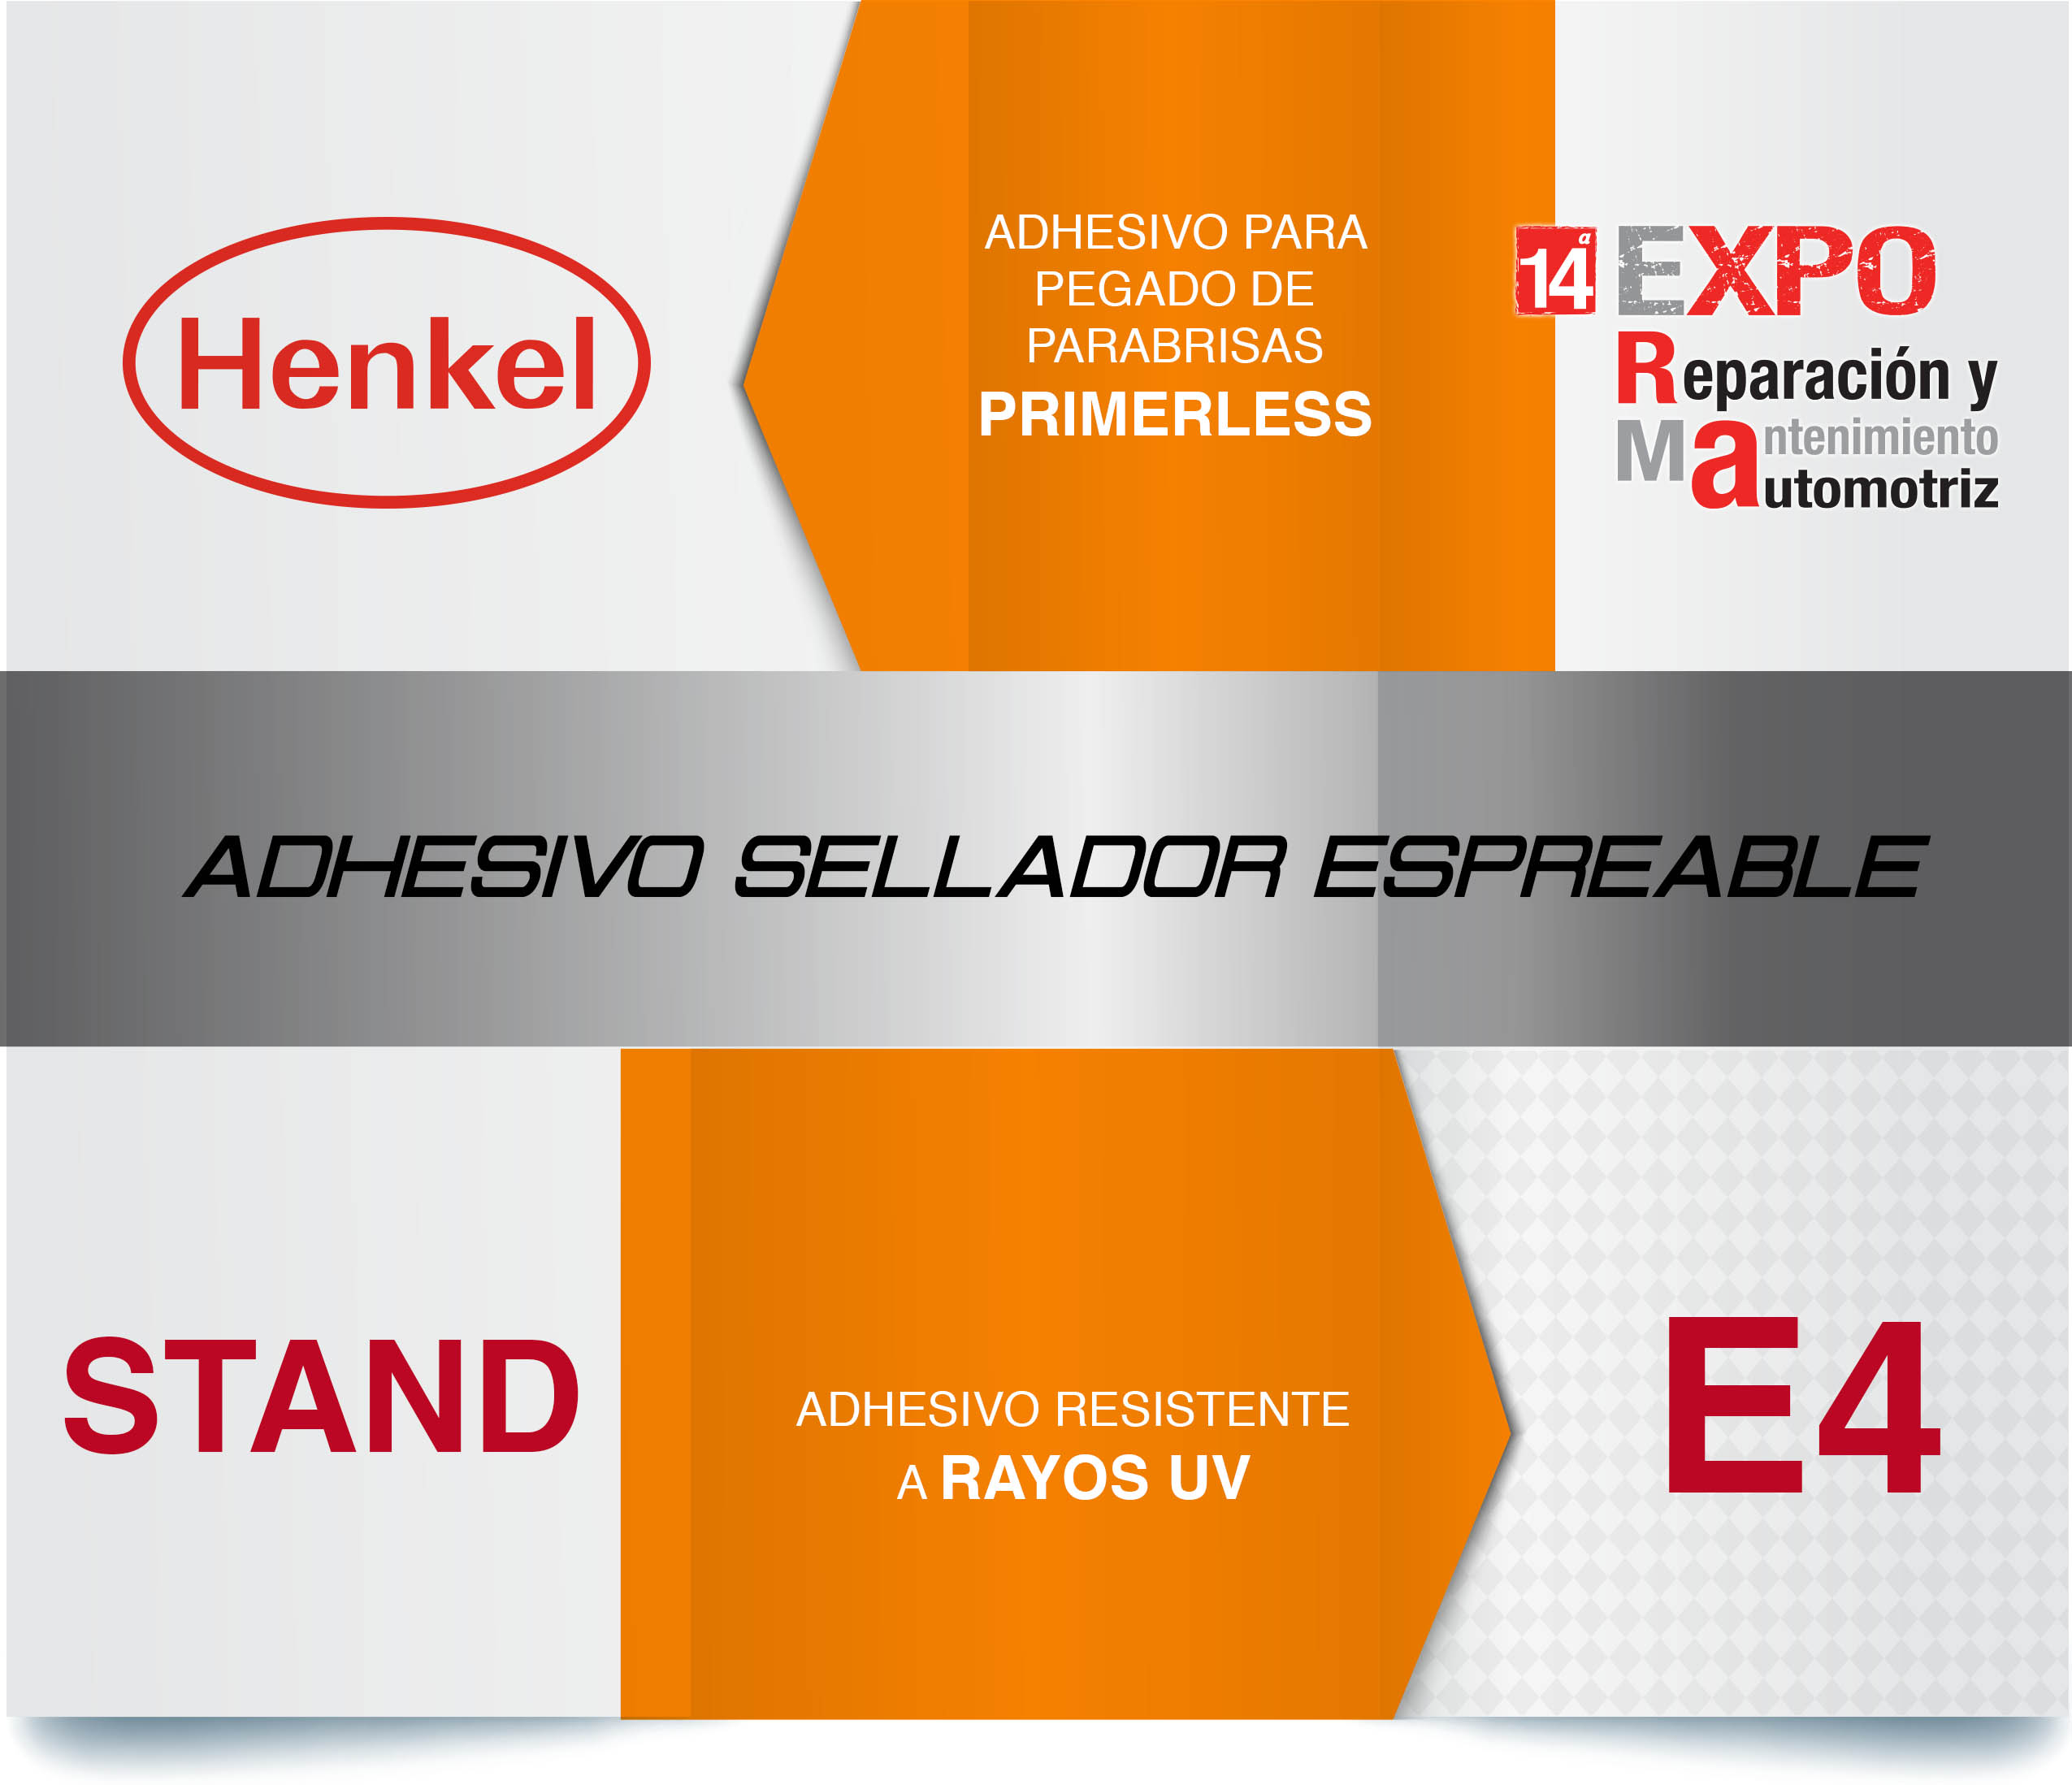 Henkel
ADHESIVO PARA
PEGADO DE
PARABRISAS
PRIMERLESS
14ª EXPO
Reparación y
Mantenimiento
automotriz
ADHESIVO SELLADOR ESPREABLE
STAND
ADHESIVO RESISTENTE
A RAYOS UV
E4